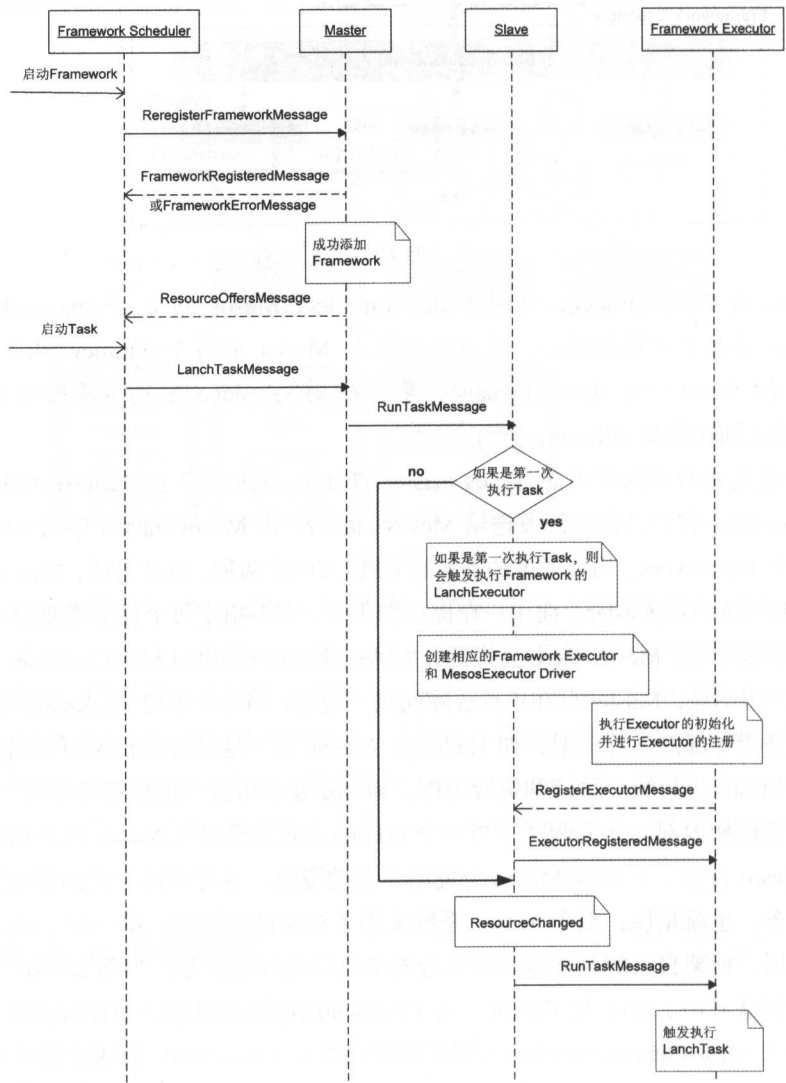 Framework Scheduler
Master
Slave
Framework Executor
启动Framework
ReregisterFrameworkMessage
FrameworkRegisteredMessage
或FrameworkErrorMessage
成功添加
Framework
ResourceOffersMessage
启动Task
LanchTaskMessage
RunTaskMessage
no
如果是第一次
执行Task
yes
如果是第一次执行Task，则
会触发执行Framework 的
LanchExecutor
创建相应的Framework Executor
和 MesosExecutor Driver
执行Executor的初始化
并进行Executor的注册
RegisterExecutorMessage
ExecutorRegisteredMessage
ResourceChanged
RunTaskMessage
触发执行
LanchTask